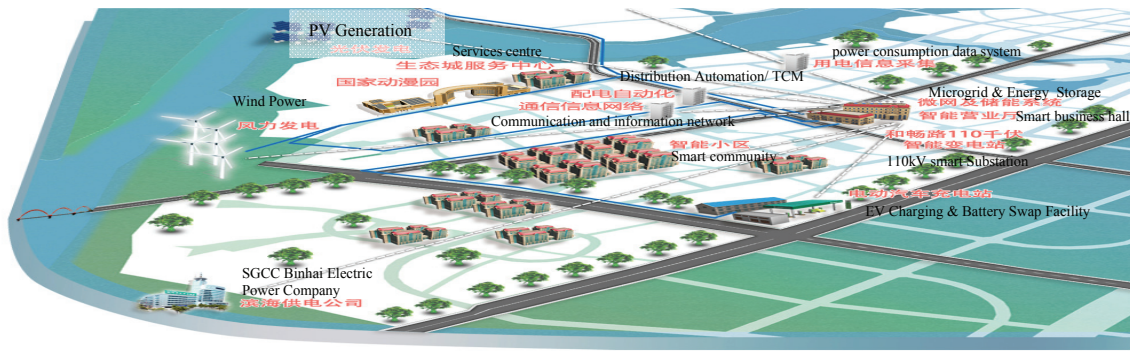 PV Generation
光伏发电
Services centre
生态城服务中心
国家动漫园
power consumption data system
用电信息采集
Distribution Automation/ TCM
配电自动化
通信信息网络
Communication and information network
Wind Power
风力发电
Microgrid & Energy Storage
微网及储能系统
智能营业厅
Smart business hall
和畅路110千伏
智能变电站
110kV smart Substation
智能小区
Smart community
电动汽车充电站
EV Charging & Battery Swap Facility
SGCC Binhai Electric
Power Company
滨海供电公司